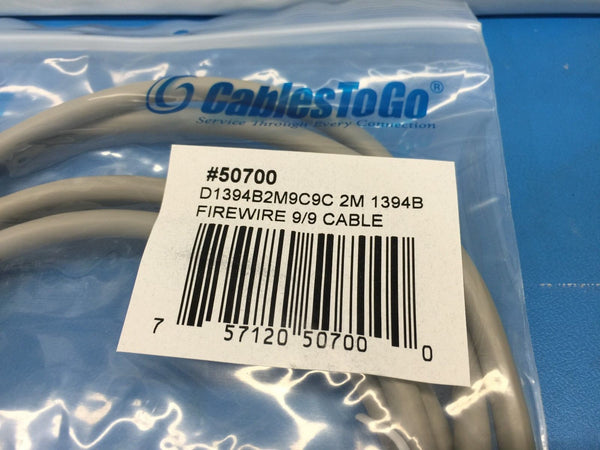 CablesToGo®
Service Through Every Connection
#50700
D1394B2M9C9C 2M 1394B
FIREWIRE 9/9 CABLE
7 57120 50700 0